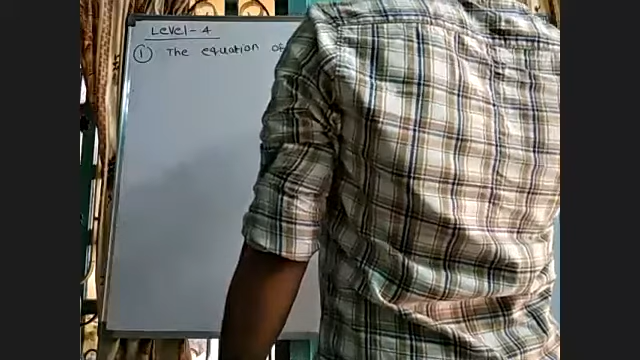 Level - 4
① The equation of